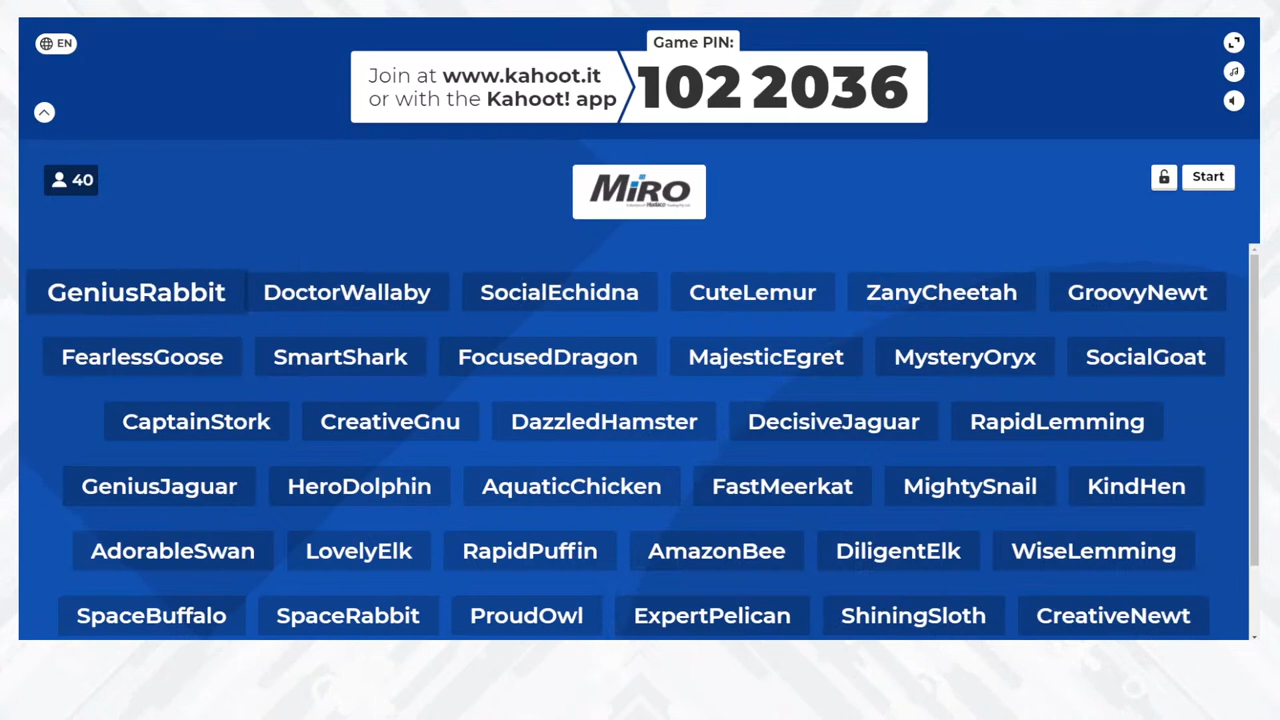 EN
Game PIN:
Join at www.kahoot.it
or with the Kahoot! app
102 2036
40
MiRO
Start
GeniusRabbit DoctorWallaby SocialEchidna CuteLemur ZanyCheetah GroovyNewt
FearlessGoose SmartShark FocusedDragon MajesticEgret MysteryOryx SocialGoat
CaptainStork CreativeGnu DazzledHamster DecisiveJaguar RapidLemming
GeniusJaguar HeroDolphin AquaticChicken FastMeerkat MightySnail KindHen
AdorableSwan LovelyElk RapidPuffin AmazonBee DiligentElk WiseLemming
SpaceBuffalo SpaceRabbit ProudOwl ExpertPelican ShiningSloth CreativeNewt